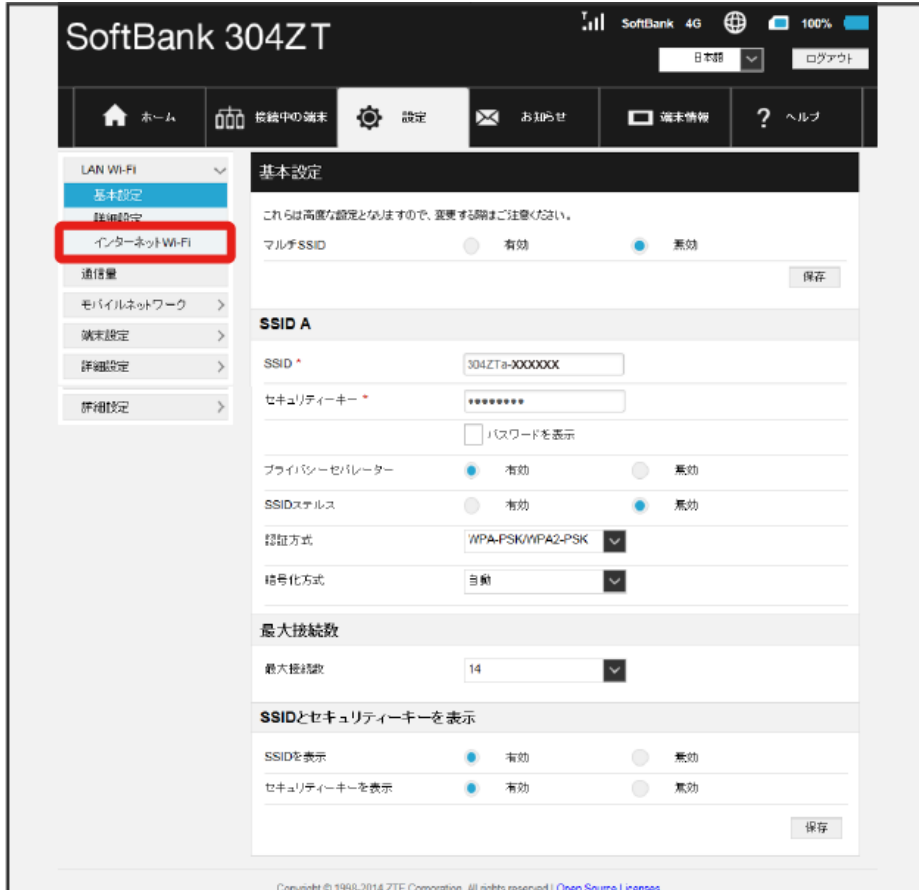 SoftBank 304ZT
SoftBank 4G 100%
日本語 ログアウト
ホーム 接続中の端末 設定 お知らせ 端末情報 ? ヘルプ
LAN Wi-Fi
基本設定
詳細設定
インターネットWi-Fi
通信量
モバイルネットワーク
端末設定
詳細設定
詳細設定
基本設定
これらは高度な設定となりますので、変更する際はご注意ください。
マルチSSID 有効 無効
保存
SSID A
SSID * 304ZTa-XXXXXX
セキュリティーキー * ••••••••
パスワードを表示
プライバシーセパレーター 有効 無効
SSIDステルス 有効 無効
認証方式 WPA-PSK/WPA2-PSK
暗号化方式 自動
最大接続数
最大接続数 14
SSIDとセキュリティーキーを表示
SSIDを表示 有効 無効
セキュリティーキーを表示 有効 無効
保存
Copyright © 1998-2014 ZTE Corporation. All rights reserved | Open Source Licenses